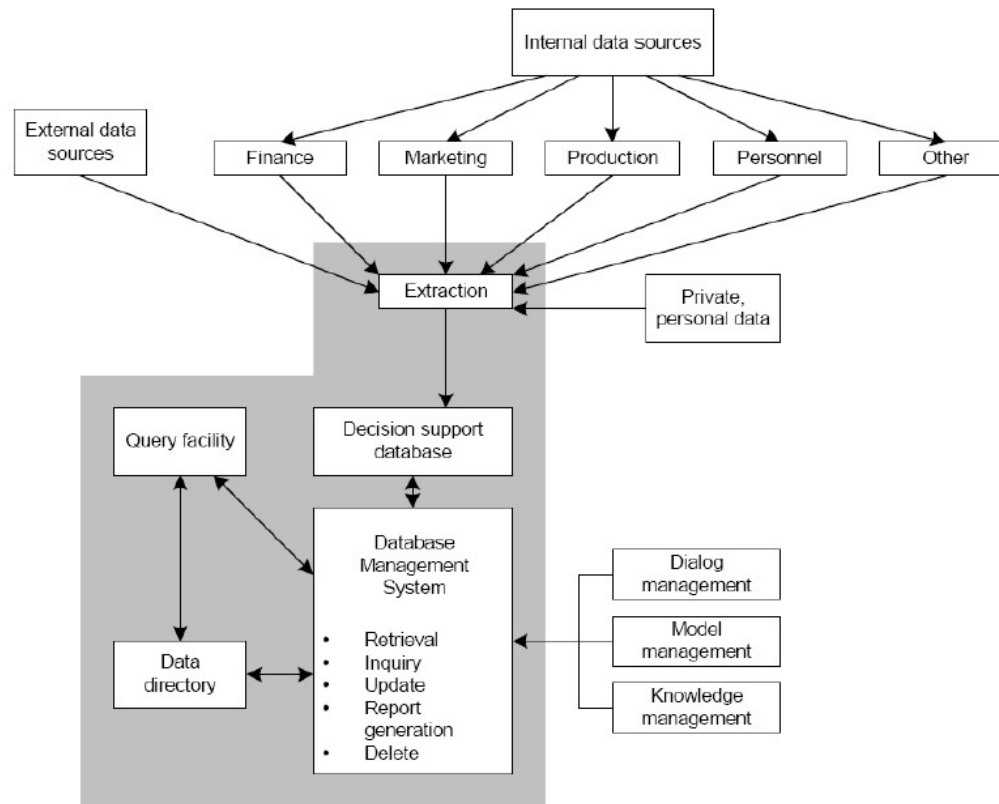 Internal data sources
External data
sources
Finance
Marketing
Production
Personnel
Other
Extraction
Private,
personal data
Query facility
Decision support
database
Database
Management
System
• Retrieval
• Inquiry
• Update
• Report
generation
• Delete
Data
directory
Dialog
management
Model
management
Knowledge
management